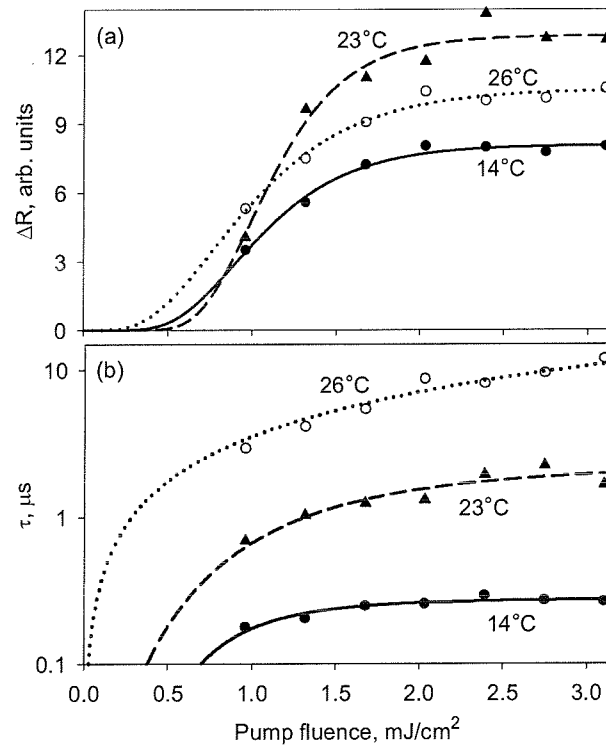 (a)
23°C
26°C
14°C
ΔR, arb. units
12
9
6
3
0
(b)
26°C
23°C
14°C
τ, μs
10
1
0.1
0.0 0.5 1.0 1.5 2.0 2.5 3.0
Pump fluence, mJ/cm²